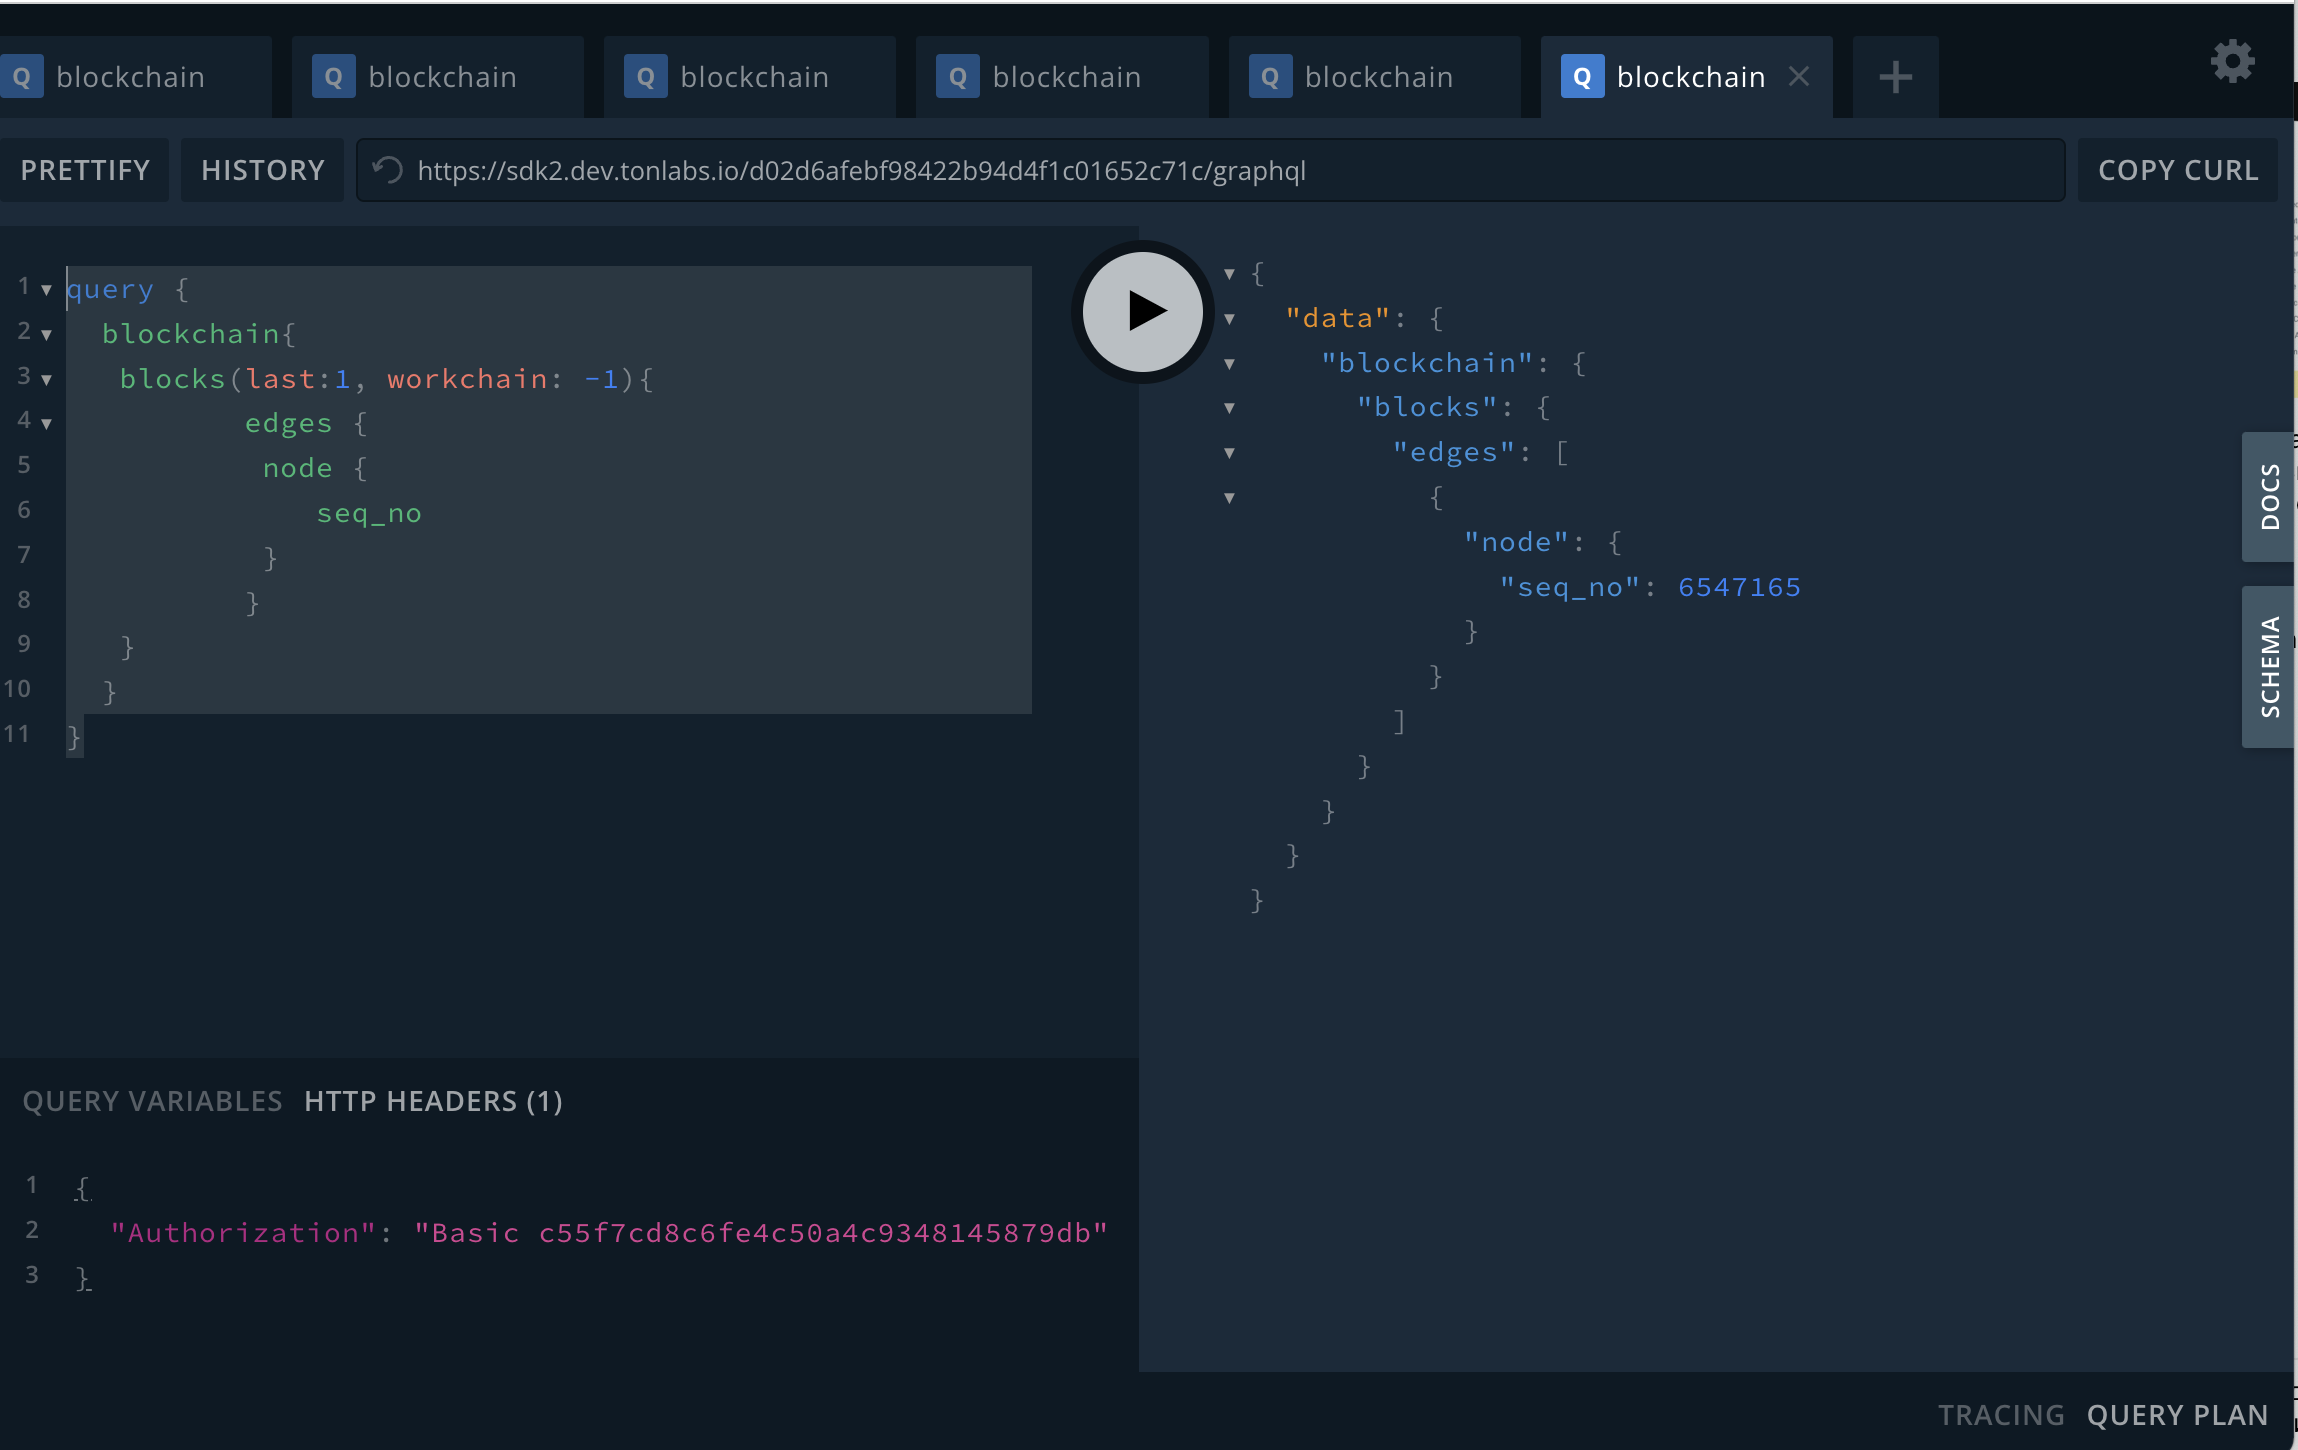 Q blockchain Q blockchain Q blockchain Q blockchain Q blockchain Q blockchain
PRETTIFY HISTORY https://sdk2.dev.tonlabs.io/d02d6afebf98422b94d4f1c01652c71c/graphql COPY CURL
1 query {
2 blockchain{
3 blocks(last:1, workchain: -1){
4 edges {
5 node {
6 seq_no
7 }
8 }
9 }
10 }
11 }
{
"data": {
"blockchain": {
"blocks": {
"edges": [
{
"node": {
"seq_no": 6547165
}
}
]
}
}
}
}
DOCS
SCHEMA
QUERY VARIABLES HTTP HEADERS (1)
1 {
2 "Authorization": "Basic c55f7cd8c6fe4c50a4c9348145879db"
3 }
TRACING QUERY PLAN